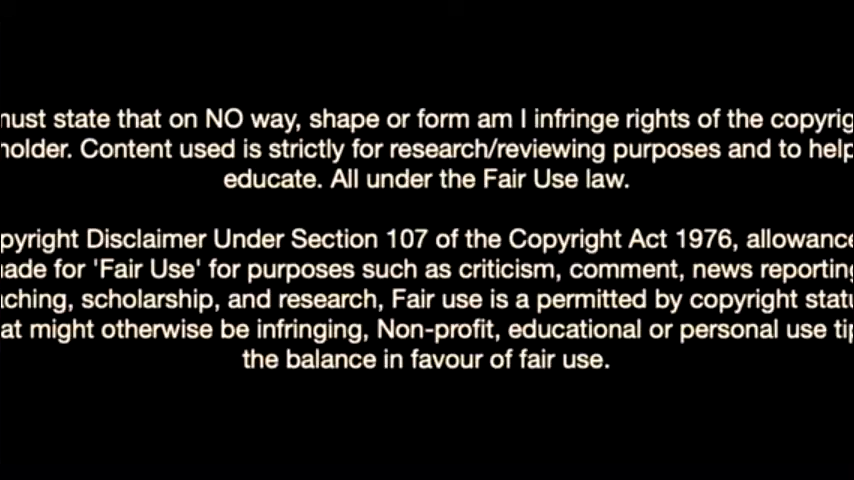 nust state that on NO way, shape or form am I infringe rights of the copyrig
holder. Content used is strictly for research/reviewing purposes and to help
educate. All under the Fair Use law.
pyright Disclaimer Under Section 107 of the Copyright Act 1976, allowance
ade for 'Fair Use' for purposes such as criticism, comment, news reporting
ching, scholarship, and research, Fair use is a permitted by copyright statu
at might otherwise be infringing, Non-profit, educational or personal use tip
the balance in favour of fair use.